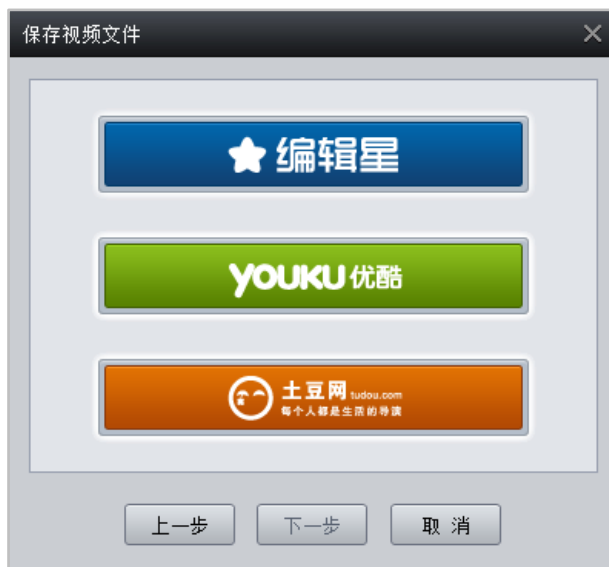 保存视频文件
编辑星
YOUKU 优酷
土豆网 tudou.com
每个人都是生活的导演
上一步 下一步 取消